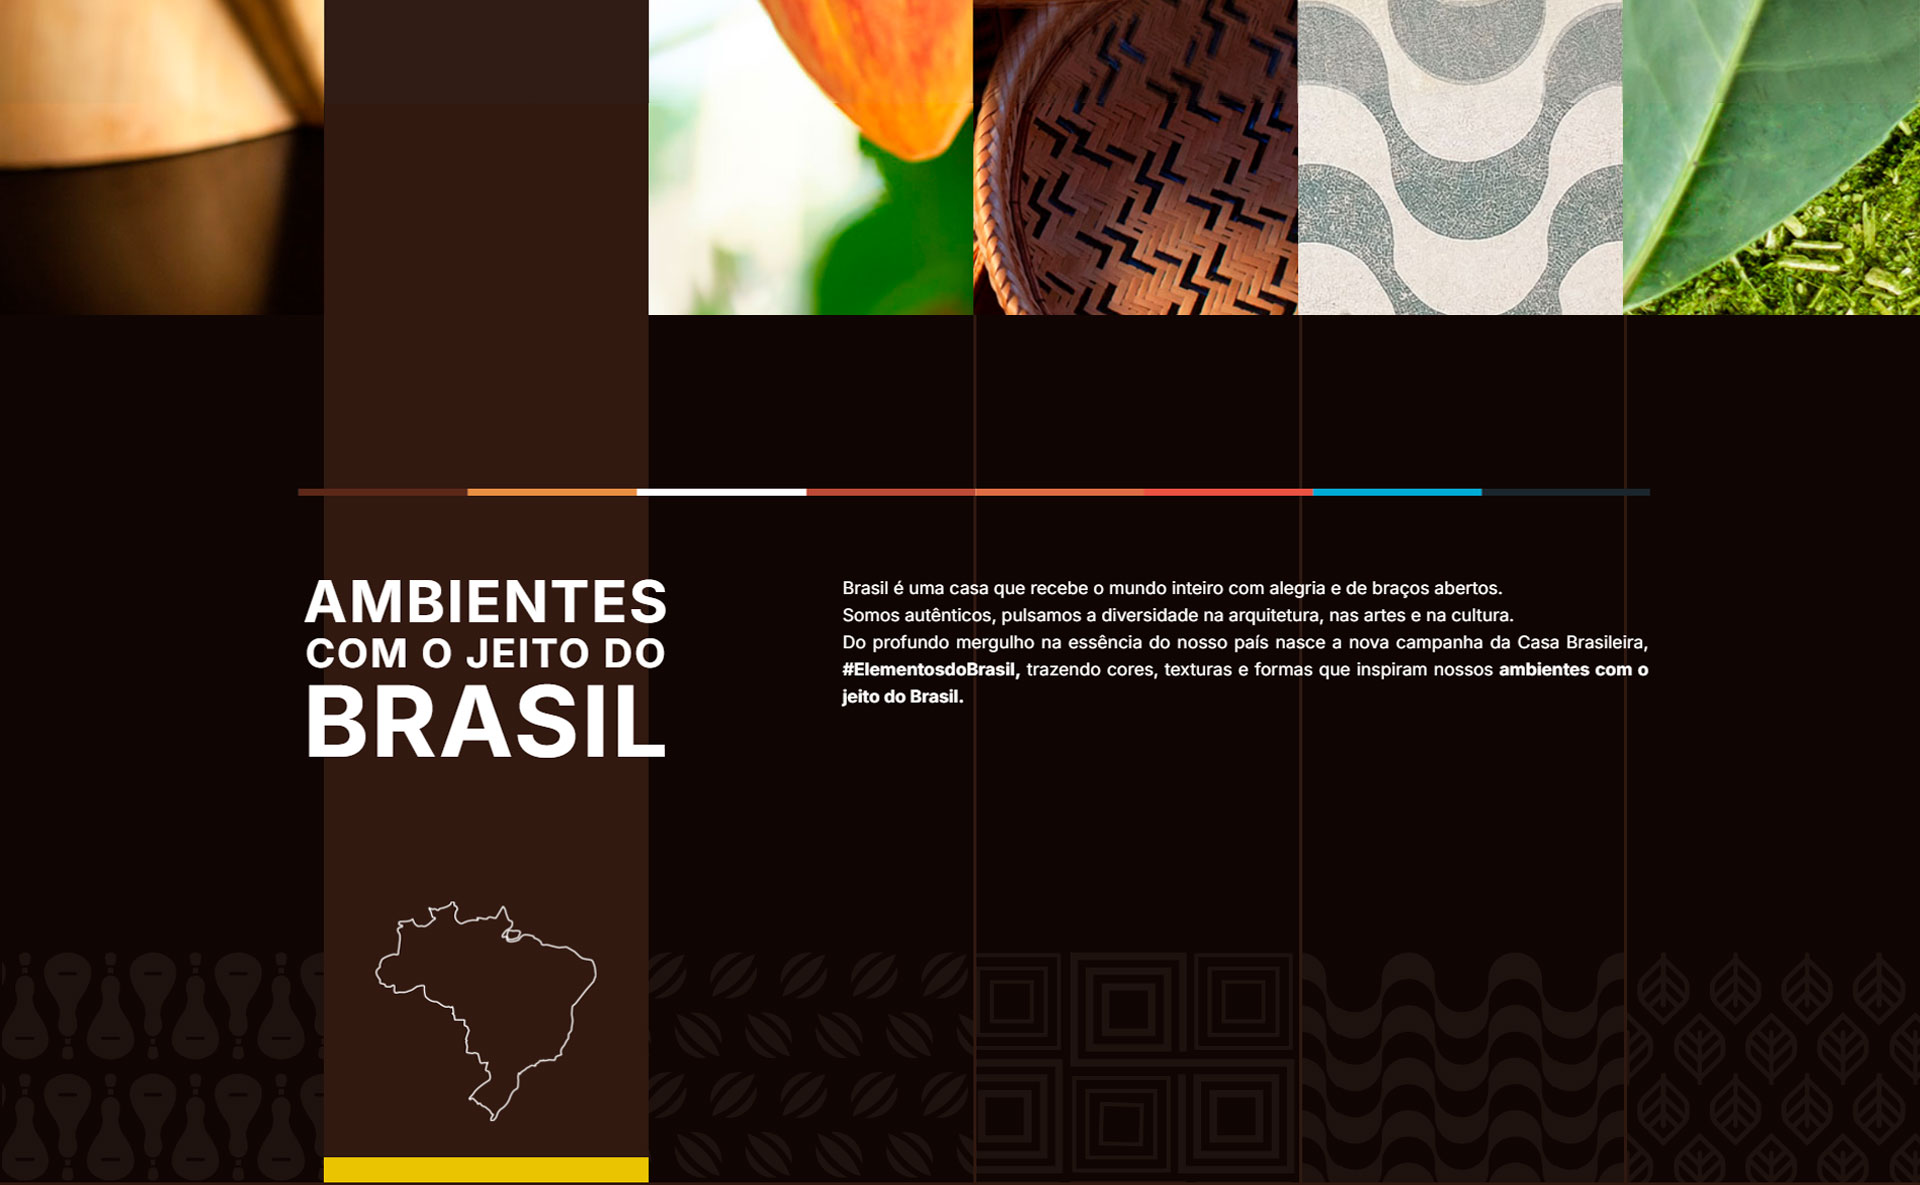 AMBIENTES
COM O JEITO DO
BRASIL
Brasil é uma casa que recebe o mundo inteiro com alegria e de braços abertos.
Somos autênticos, pulsamos a diversidade na arquitetura, nas artes e na cultura.
Do profundo mergulho na essência do nosso país nasce a nova campanha da Casa Brasileira,
#ElementosdoBrasil, trazendo cores, texturas e formas que inspiram nossos ambientes com o
jeito do Brasil.